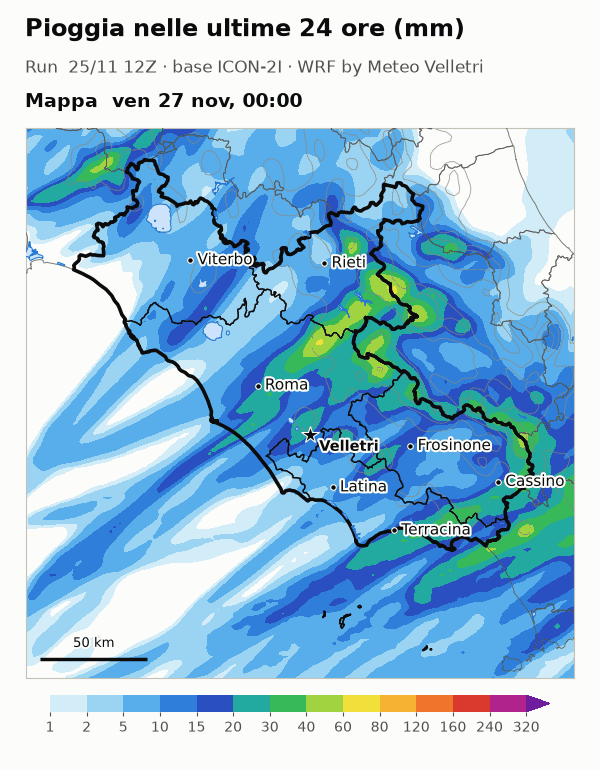 Pioggia nelle ultime 24 ore (mm)
Run  25/11 12Z · base ICON-2I · WRF by Meteo Velletri
Mappa  ven 27 nov, 00:00
Viterbo
Rieti
Roma
Velletri
Frosinone
Latina
Cassino
Terracina
50 km
1 2 5 10 15 20 30 40 60 80 120 160 240 320